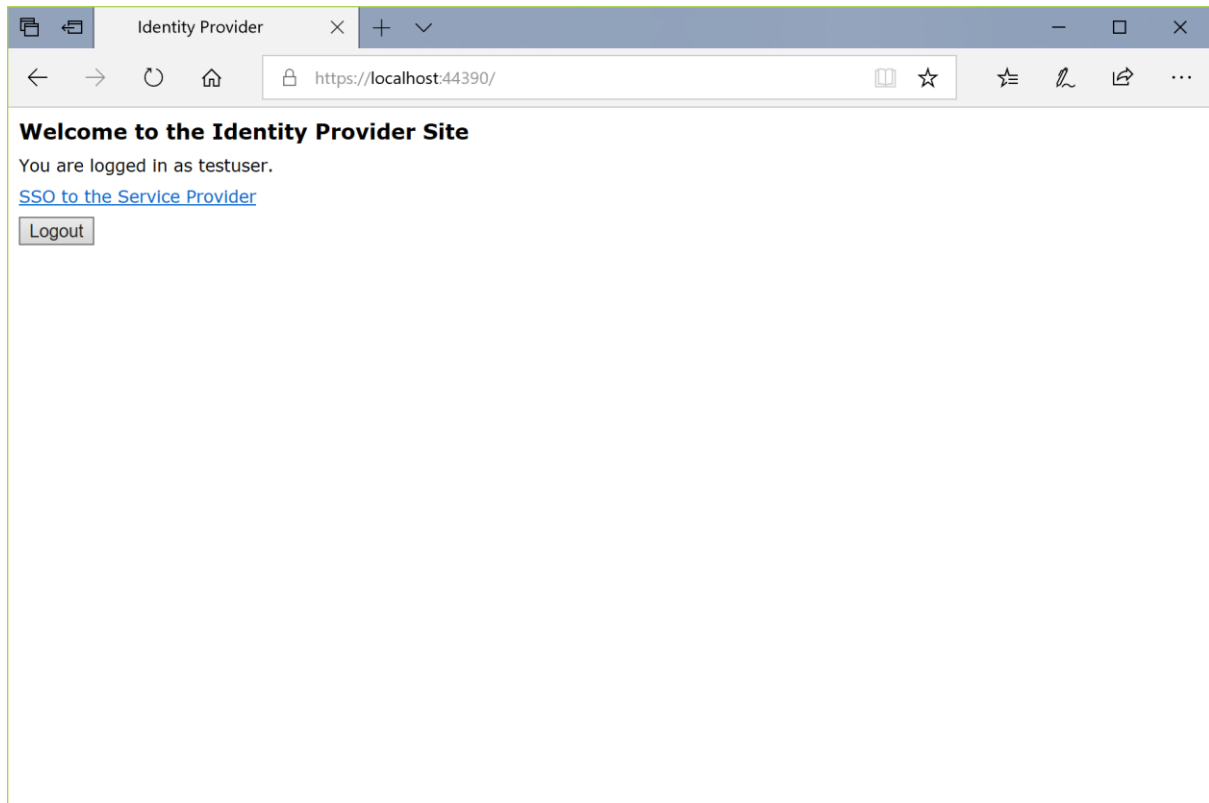 Identity Provider
https://localhost:44390/
Welcome to the Identity Provider Site
You are logged in as testuser.
SSO to the Service Provider
Logout